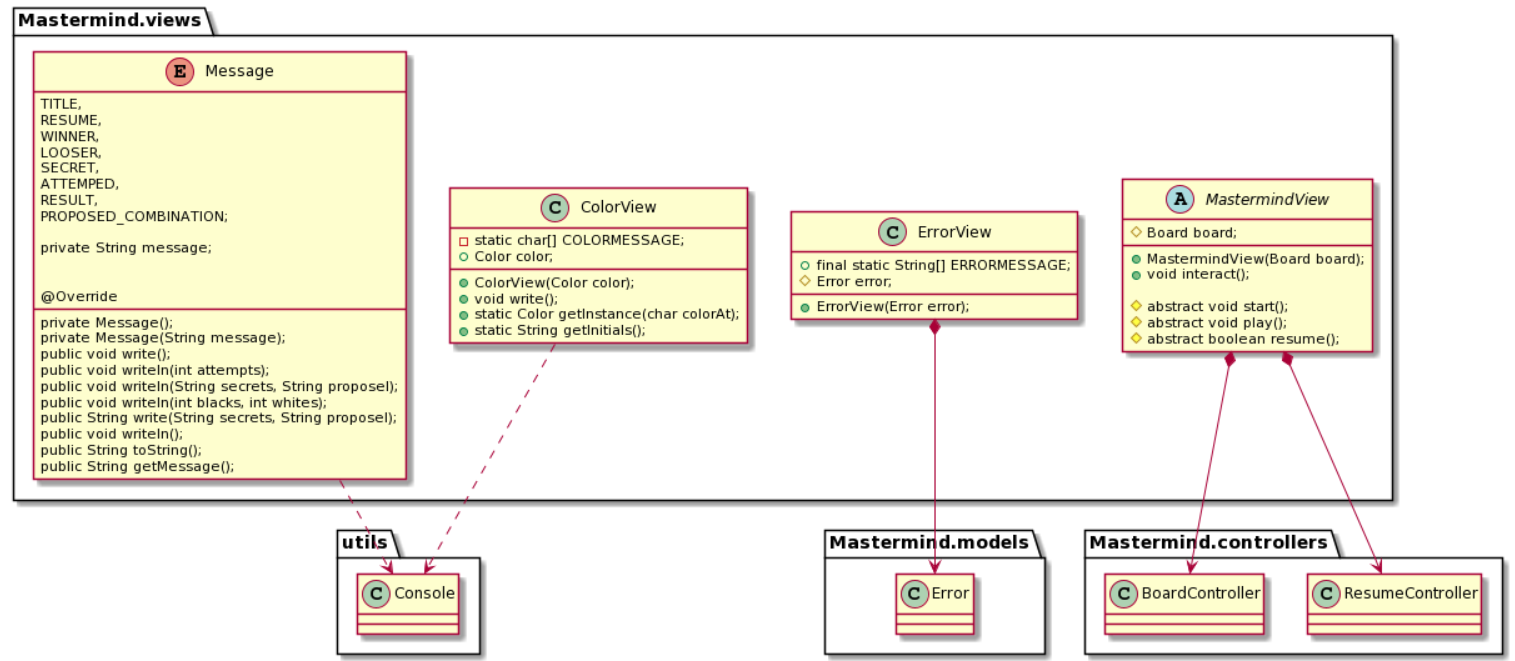 Mastermind.views
E Message
TITLE,
RESUME,
WINNER,
LOOSER,
SECRET,
ATTEMPED,
RESULT,
PROPOSED_COMBINATION;
private String message;
@Override
private Message();
private Message(String message);
public void write();
public void writeln(int attempts);
public void writeln(String secrets, String proposel);
public void writeln(int blacks, int whites);
public String write(String secrets, String proposel);
public void writeln();
public String toString();
public String getMessage();
C ColorView
static char[] COLORMESSAGE;
Color color;
ColorView(Color color);
void write();
static Color getInstance(char colorAt);
static String getInitials();
C ErrorView
final static String[] ERRORMESSAGE;
Error error;
ErrorView(Error error);
A MastermindView
Board board;
MastermindView(Board board);
void interact();
abstract void start();
abstract void play();
abstract boolean resume();
utils
C Console
Mastermind.models
C Error
Mastermind.controllers
C BoardController
C ResumeController